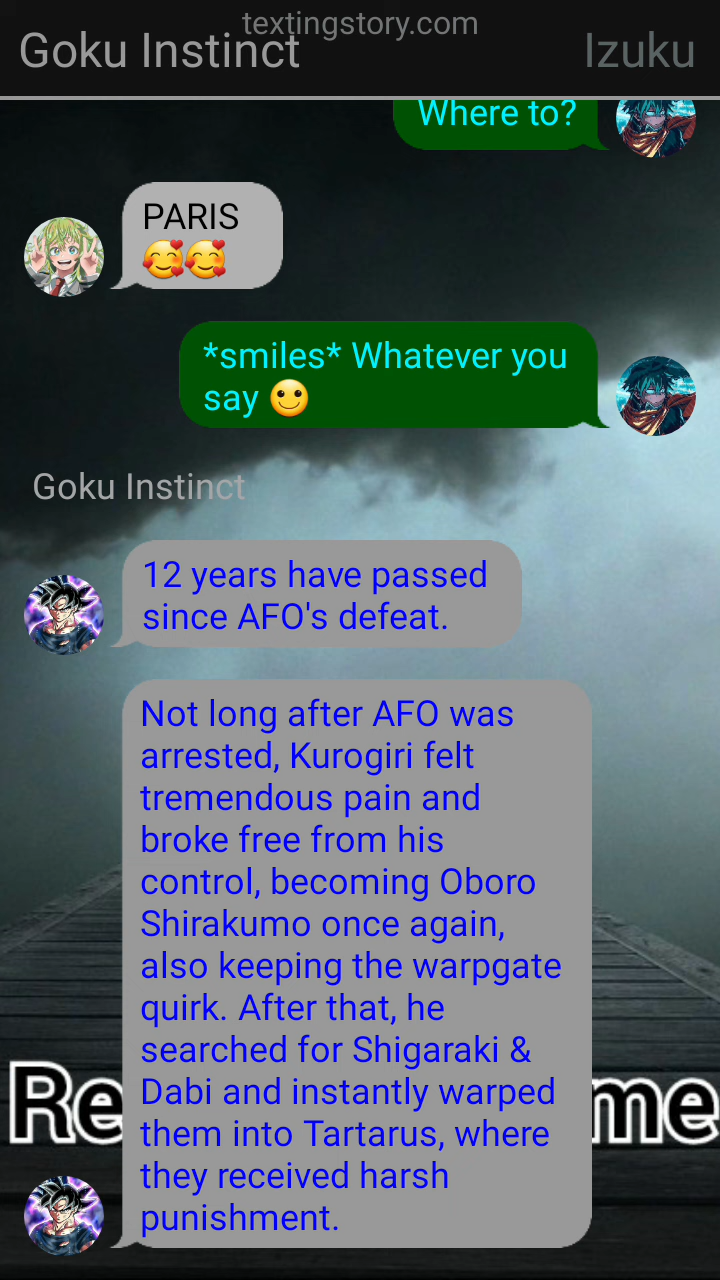 textingstory.com
Goku Instinct
Izuku
Where to?
PARIS
🥰🥰
*smiles* Whatever you
say 🙂
Goku Instinct
12 years have passed
since AFO's defeat.
Not long after AFO was
arrested, Kurogiri felt
tremendous pain and
broke free from his
control, becoming Oboro
Shirakumo once again,
also keeping the warpgate
quirk. After that, he
searched for Shigaraki &
Dabi and instantly warped
them into Tartarus, where
they received harsh
punishment.
Re
me